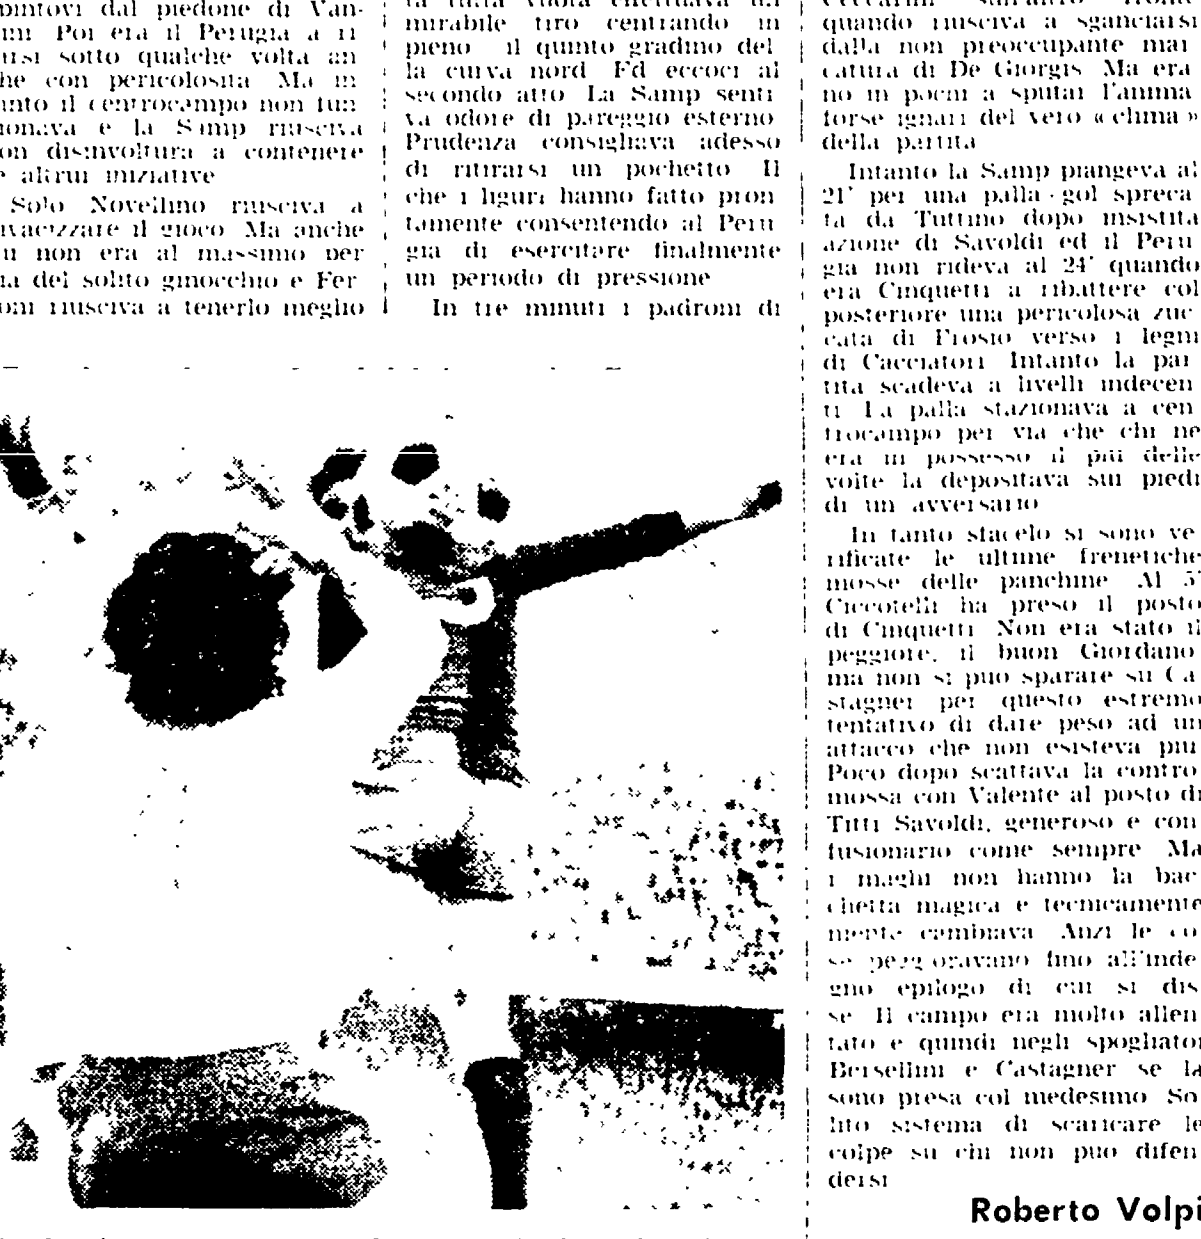 spintovi dal piedone di Van-
Poi era il Perugia a ri
sotto qualche volta an
che con pericolosità Ma in
tanto il centrocampo non fun
zionava e la Samp riusciva
con disinvoltura a contenere
le altrui iniziative
Solo Novellino riusciva a
vivacizzare il gioco Ma anche
non era al massimo per
via del solito ginocchio e Fer-
roni riusciva a tenerlo meglio
mirabile tiro centrando in
pieno il quinto gradino del
la curva nord Ed eccoci al
secondo atto La Samp senti
va odore di pareggio esterno
Prudenza consigliava adesso
di ritirarsi un pochetto Il
che i liguri hanno fatto pron
tamente consentendo al Peru
gia di esercitare finalmente
un periodo di pressione
In tre minuti i padroni di
quando riusciva a sganciarsi
dalla non preoccupante mar
catura di De Giorgis Ma era
no in pochi a sputar l'anima
forse ignari del vero «clima»
della partita
Intanto la Samp piangeva al
21' per una palla-gol spreca
ta da Tuttino dopo insistita
azione di Savoldi ed il Peru
gia non rideva al 24' quando
era Cinquetti a ribattere col
posteriore una pericolosa zuc
cata di Frosio verso i legni
di Cacciatori Intanto la par
tita scadeva a livelli indecen
ti La palla stazionava a cen
trocampo per via che chi ne
era in possesso il più delle
volte la depositava sui piedi
di un avversario
In tanto sfacelo si sono ve
rificate le ultime frenetiche
mosse delle panchine Al
Ciccotelli ha preso il posto
di Cinquetti Non era stato il
peggiore, il buon Giordano
ma non si può sparare su Ca
stagner per questo estremo
tentativo di dare peso ad un
attacco che non esisteva più
Poco dopo scattava la contro
mossa con Valente al posto di
Titti Savoldi, generoso e con
fusionario come sempre Ma
i maghi non hanno la bac
chetta magica e tecnicamente
mente cambiava Anzi le co
se peggioravano fino all'inde
gno epilogo di cui si dis
se Il campo era molto allen
tato e quindi negli spogliatoi
Bersellini e Castagner se la
sono presa col medesimo So
lito sistema di scaricare le
colpe su chi non può difen
dersi
Roberto Volpi